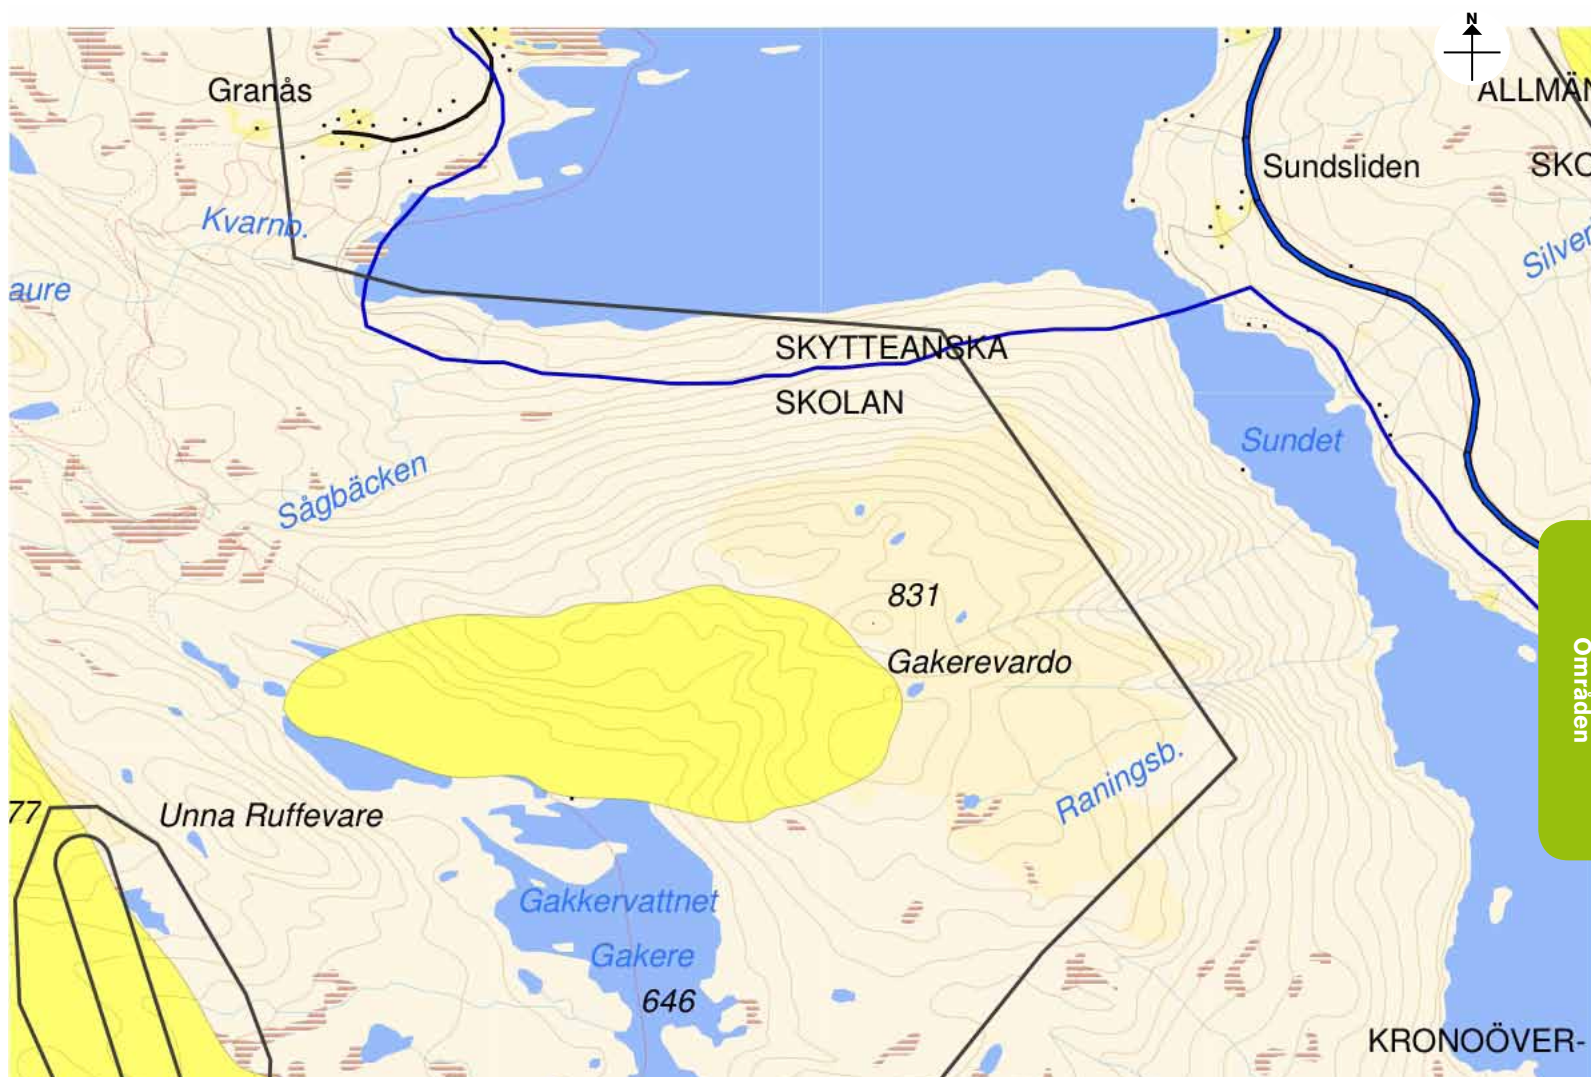 N
Granås
ALLMÄN
Sundsliden
SKO
Kvarnb.
Silver
aure
SKYTTEANSKA
SKOLAN
Sundet
Sågbäcken
831
Gakerevardo
Områden
Raningsb.
77
Unna Ruffevare
Gakkervattnet
Gakere
646
KRONOÖVER-